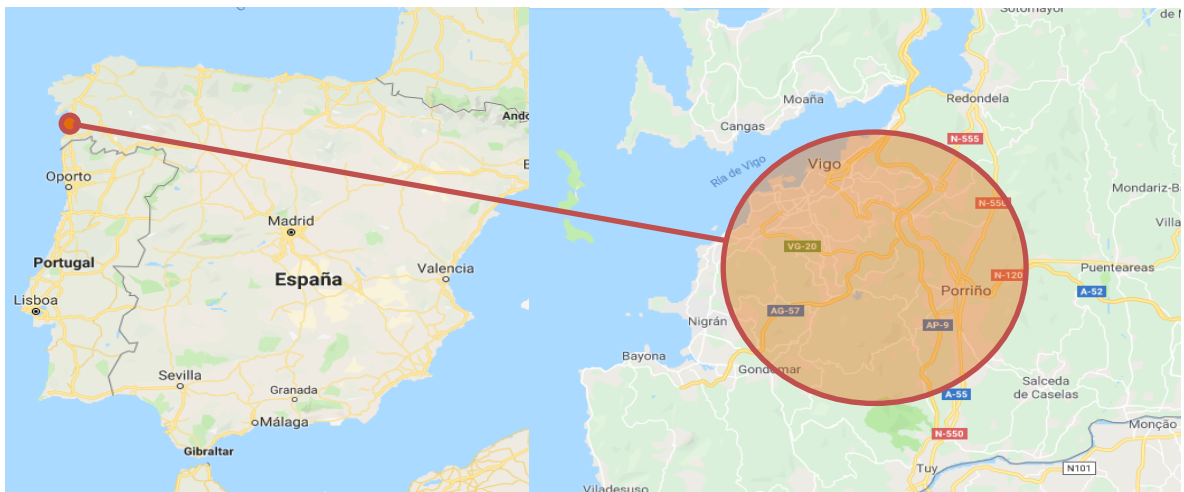 Ando
Oporto
Madrid
Portugal
España
Valencia
Lisboa
Sevilla
Granada
Málaga
Gibraltar
Sotomayor
Moaña
Redondela
Cangas
N-555
Ría de Vigo
Vigo
Mondariz-Ba
N-550
Villa
VG-20
Puenteareas
N-120
A-52
Porriño
AG-57
Nigrán
AP-9
Bayona
Gondomar
Salceda
de Caselas
A-55
Monção
N-550
Tuy
N101
Viladesuso